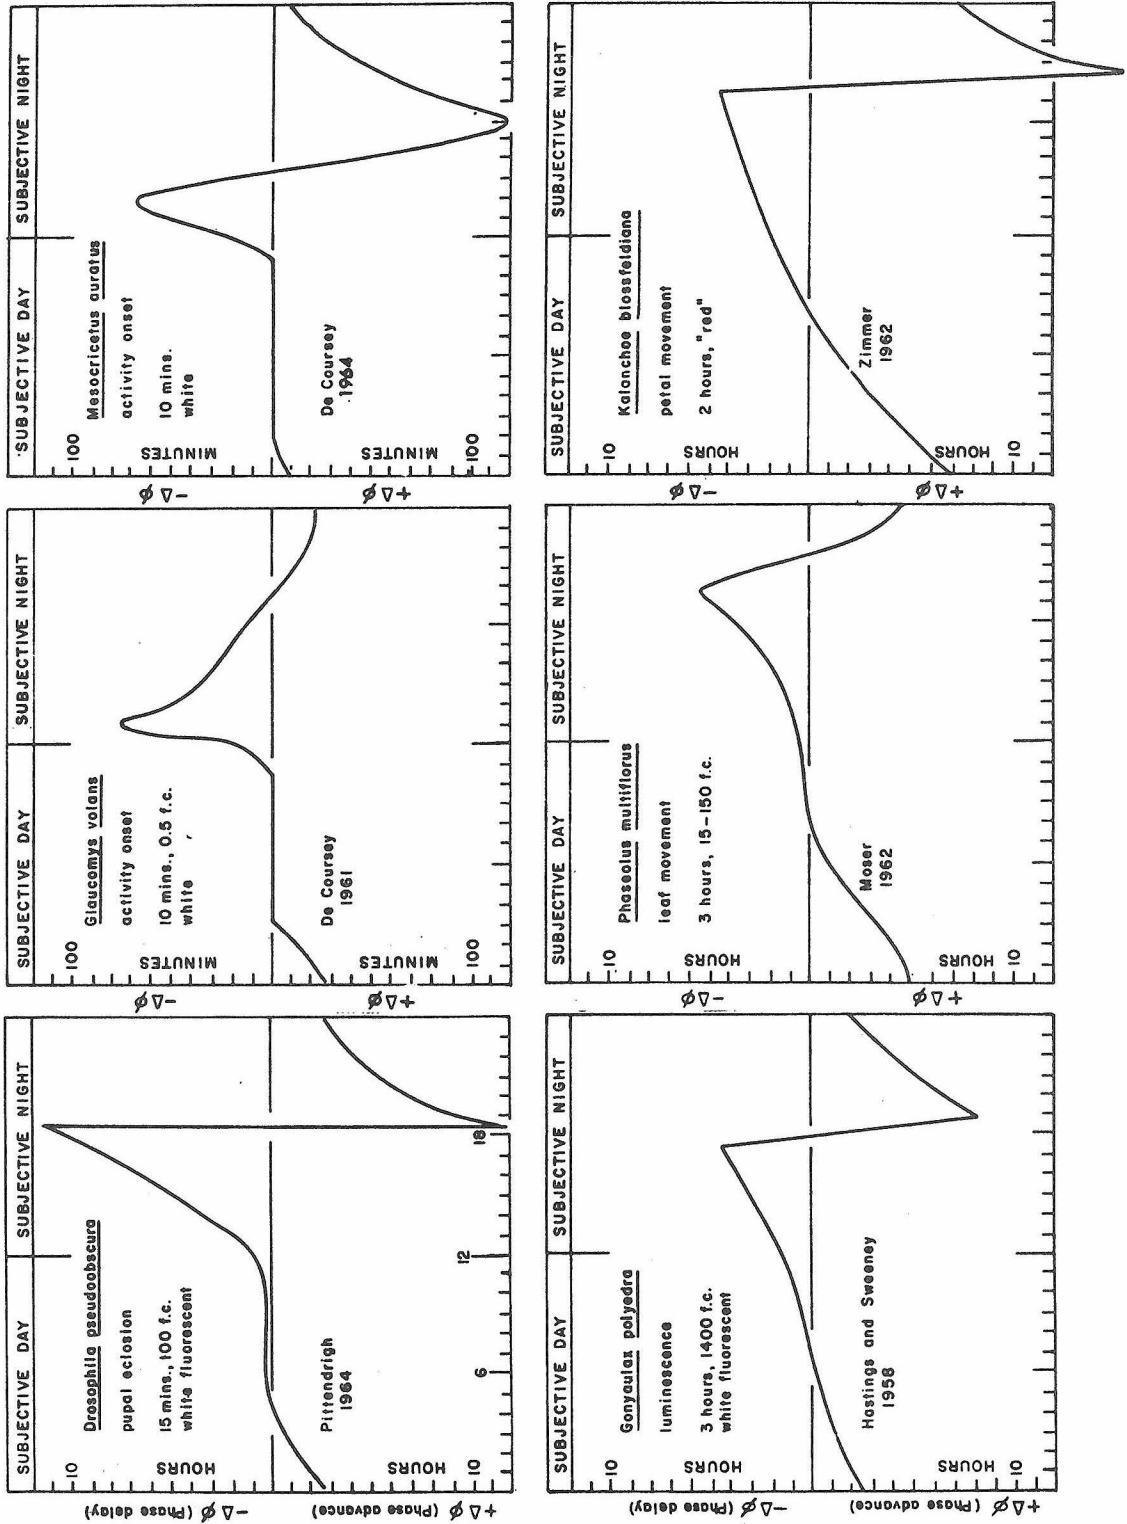 SUBJECTIVE DAY
SUBJECTIVE NIGHT
Drosophila pseudoobscura
pupal eclosion
15 mins., 100 f.c.
white fluorescent
Pittendrigh
1964
10
HOURS
HOURS
10
6
12
18
-Δφ (Phase delay)
+Δφ (Phase advance)
SUBJECTIVE DAY
SUBJECTIVE NIGHT
Glaucomys volans
activity onset
10 mins., 0.5 f.c.
white
De Coursey
1961
100
MINUTES
MINUTES
100
-Δφ
+Δφ
SUBJECTIVE DAY
SUBJECTIVE NIGHT
Mesocricetus auratus
activity onset
10 mins.
white
De Coursey
1964
100
MINUTES
MINUTES
100
-Δφ
+Δφ
SUBJECTIVE DAY
SUBJECTIVE NIGHT
Gonyaulax polyedra
luminescence
3 hours, 1400 f.c.
white fluorescent
Hastings and Sweeney
1958
10
HOURS
HOURS
10
-Δφ (Phase delay)
+Δφ (Phase advance)
SUBJECTIVE DAY
SUBJECTIVE NIGHT
Phaseolus multiflorus
leaf movement
3 hours, 15-150 f.c.
Moser
1962
10
HOURS
HOURS
10
-Δφ
+Δφ
SUBJECTIVE DAY
SUBJECTIVE NIGHT
Kalanchoe blossfeldiana
petal movement
2 hours, "red"
Zimmer
1962
10
HOURS
HOURS
10
-Δφ
+Δφ